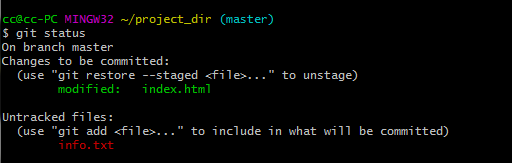 cc@cc-PC MINGW32 ~/project_dir (master)
$ git status
On branch master
Changes to be committed:
  (use "git restore --staged <file>..." to unstage)
        modified:   index.html

Untracked files:
  (use "git add <file>..." to include in what will be committed)
        info.txt